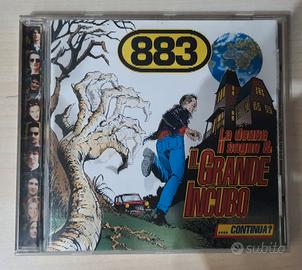 883
La donna
il sogno &
IL GRANDE
INCUBO
.... CONTINUA?
subito